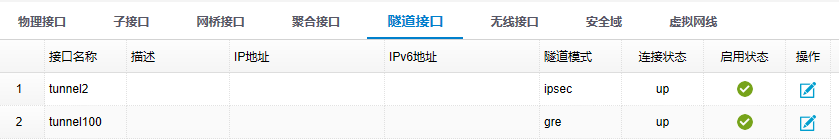 物理接口 子接口 网桥接口 聚合接口 隧道接口 无线接口 安全域 虚拟网线
接口名称 描述 IP地址 IPv6地址 隧道模式 连接状态 启用状态 操作
1 tunnel2 ipsec up
2 tunnel100 gre up